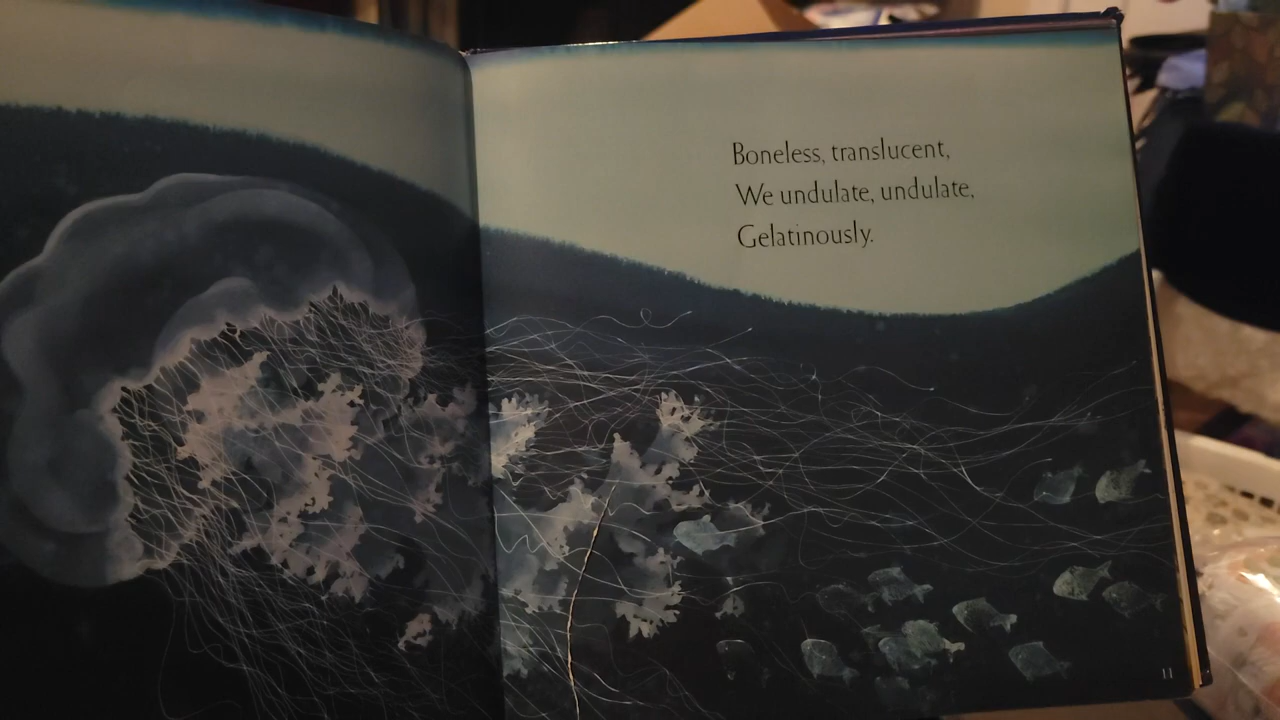 Boneless, translucent,
We undulate, undulate,
Gelatinously.
11